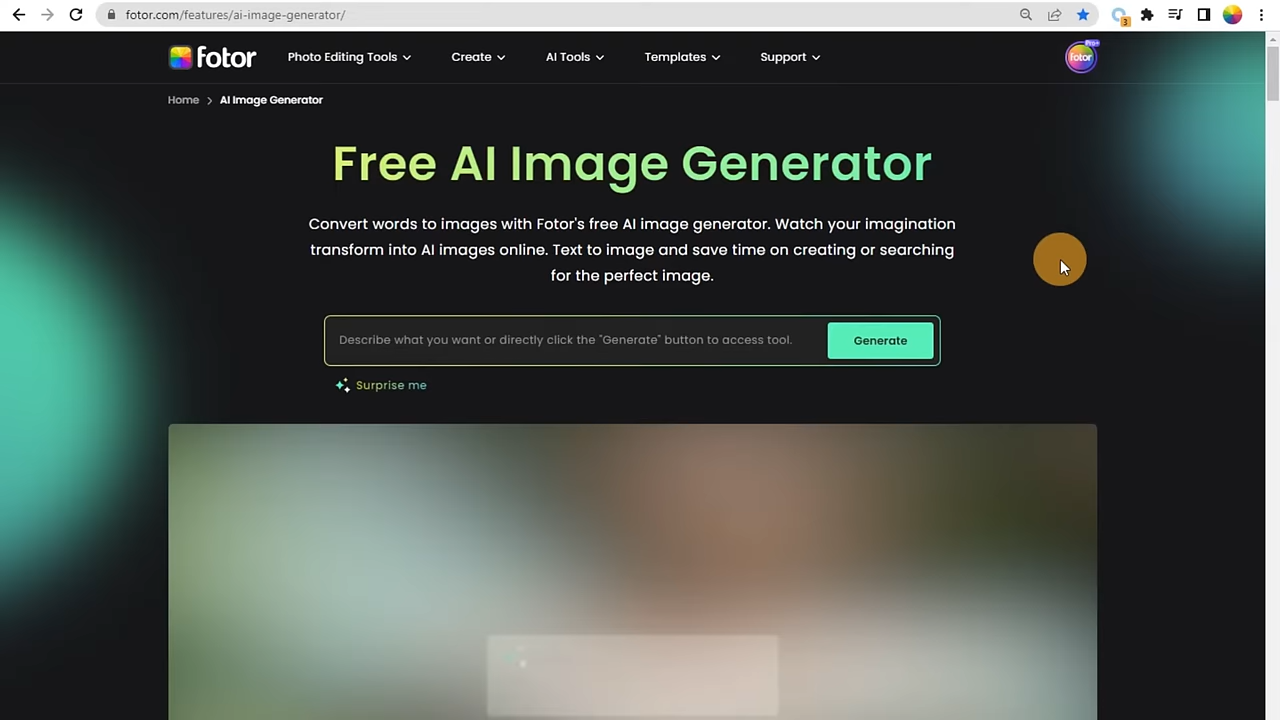 fotor.com/features/ai-image-generator/
3
fotor
Photo Editing Tools
Create
AI Tools
Templates
Support
Pro+
fotor
Home > AI Image Generator
Free AI Image Generator
Convert words to images with Fotor's free AI image generator. Watch your imagination
transform into AI images online. Text to image and save time on creating or searching
for the perfect image.
Describe what you want or directly click the "Generate" button to access tool.
Generate
Surprise me